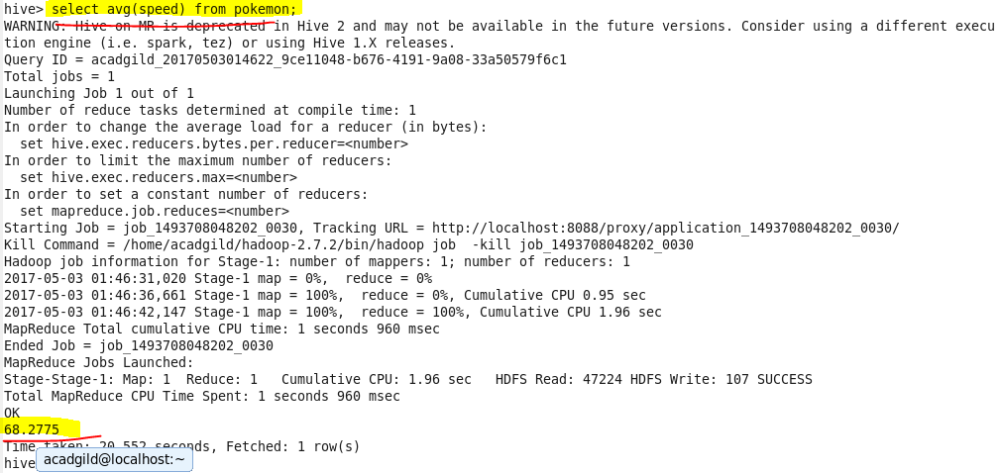 hive> select avg(speed) from pokemon;
WARNING: Hive on MR is deprecated in Hive 2 and may not be available in the future versions. Consider using a different execu
tion engine (i.e. spark, tez) or using Hive 1.X releases.
Query ID = acadgild_20170503014622_9ce11048-b676-4191-9a08-33a50579f6c1
Total jobs = 1
Launching Job 1 out of 1
Number of reduce tasks determined at compile time: 1
In order to change the average load for a reducer (in bytes):
  set hive.exec.reducers.bytes.per.reducer=<number>
In order to limit the maximum number of reducers:
  set hive.exec.reducers.max=<number>
In order to set a constant number of reducers:
  set mapreduce.job.reduces=<number>
Starting Job = job_1493708048202_0030, Tracking URL = http://localhost:8088/proxy/application_1493708048202_0030/
Kill Command = /home/acadgild/hadoop-2.7.2/bin/hadoop job  -kill job_1493708048202_0030
Hadoop job information for Stage-1: number of mappers: 1; number of reducers: 1
2017-05-03 01:46:31,020 Stage-1 map = 0%,  reduce = 0%
2017-05-03 01:46:36,661 Stage-1 map = 100%,  reduce = 0%, Cumulative CPU 0.95 sec
2017-05-03 01:46:42,147 Stage-1 map = 100%,  reduce = 100%, Cumulative CPU 1.96 sec
MapReduce Total cumulative CPU time: 1 seconds 960 msec
Ended Job = job_1493708048202_0030
MapReduce Jobs Launched:
Stage-Stage-1: Map: 1  Reduce: 1   Cumulative CPU: 1.96 sec   HDFS Read: 47224 HDFS Write: 107 SUCCESS
Total MapReduce CPU Time Spent: 1 seconds 960 msec
OK
68.2775
Time taken: 20.552 seconds, Fetched: 1 row(s)
hive
acadgild@localhost:~